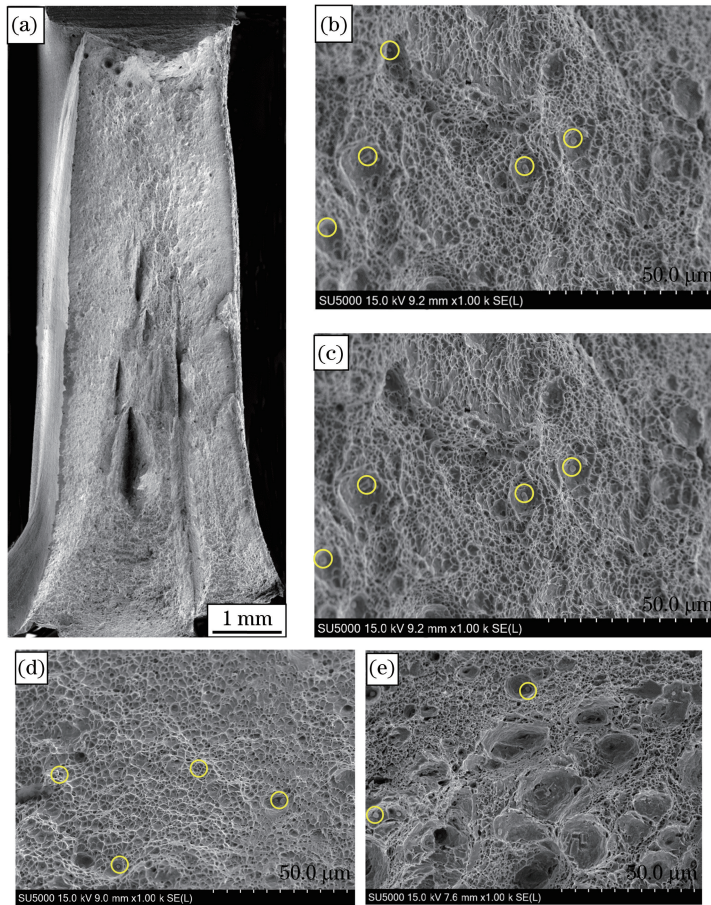 (a)
1 mm
(b)
50.0 μm
SU5000 15.0 kV 9.2 mm x1.00 k SE(L)
(c)
50.0 μm
SU5000 15.0 kV 9.2 mm x1.00 k SE(L)
(d)
50.0 μm
SU5000 15.0 kV 9.0 mm x1.00 k SE(L)
(e)
50.0 μm
SU5000 15.0 kV 7.6 mm x1.00 k SE(L)